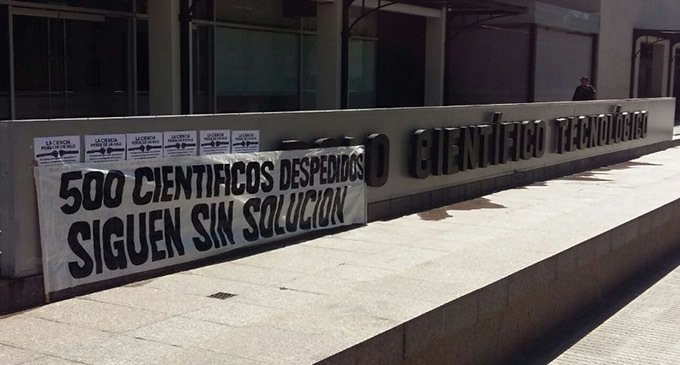 LA CIENCIA PENDE DE UN HILO
LA CIENCIA PENDE DE UN HILO
LA CIENCIA PENDE DE UN HILO
LA CIENCIA PENDE DE UN HILO
LA CIENCIA PENDE DE UN HILO
LA CIENCIA PENDE DE UN HILO
500 CIENTIFICOS DESPEDIDOS
SIGUEN SIN SOLUCION
CIENTÍFICO TECNOLÓGICO